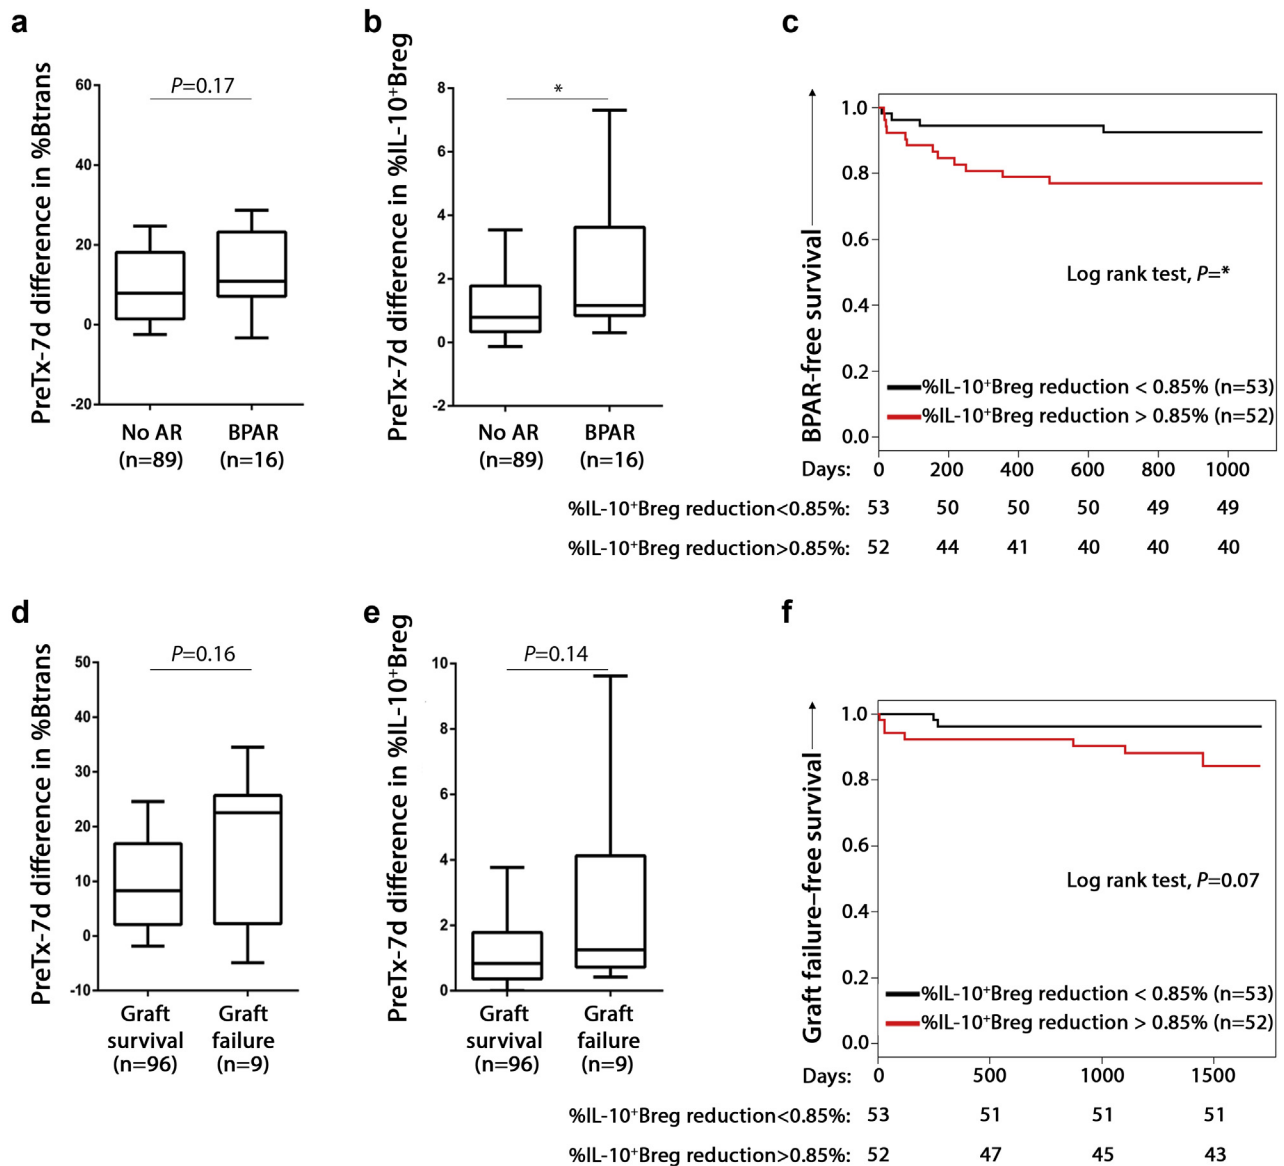 a
PreTx-7d difference in %Btrans
60
40
20
0
-20
P=0.17
No AR
(n=89)
BPAR
(n=16)
b
PreTx-7d difference in %IL-10+Breg
8
6
4
2
0
-2
*
No AR
(n=89)
BPAR
(n=16)
c
BPAR-free survival
1.0
0.8
0.6
0.4
0.2
0.0
Log rank test, P=*
%IL-10+Breg reduction < 0.85% (n=53)
%IL-10+Breg reduction > 0.85% (n=52)
Days: 0 200 400 600 800 1000
%IL-10+Breg reduction<0.85%: 53 50 50 50 49 49
%IL-10+Breg reduction>0.85%: 52 44 41 40 40 40
d
PreTx-7d difference in %Btrans
50
40
30
20
10
0
-10
P=0.16
Graft
survival
(n=96)
Graft
failure
(n=9)
e
PreTx-7d difference in %IL-10+Breg
10
8
6
4
2
0
P=0.14
Graft
survival
(n=96)
Graft
failure
(n=9)
f
Graft failure–free survival
1.0
0.8
0.6
0.4
0.2
0.0
Log rank test, P=0.07
%IL-10+Breg reduction < 0.85% (n=53)
%IL-10+Breg reduction > 0.85% (n=52)
Days: 0 500 1000 1500
%IL-10+Breg reduction<0.85%: 53 51 51 51
%IL-10+Breg reduction>0.85%: 52 47 45 43